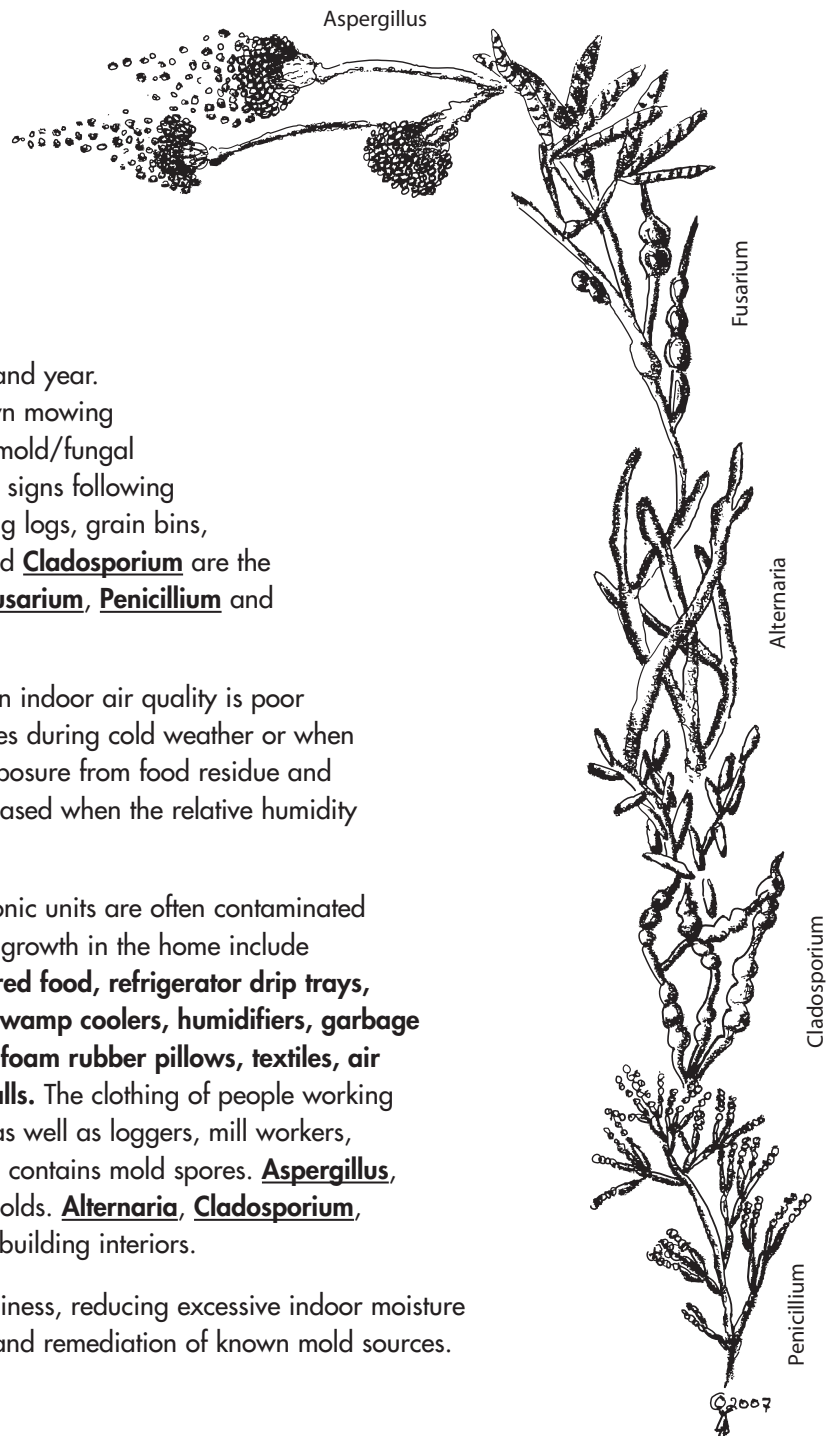 Aspergillus
Fusarium
and year.
n mowing
mold/fungal
signs following
g logs, grain bins,
d Cladosporium are the
usarium, Penicillium and
Alternaria
n indoor air quality is poor
es during cold weather or when
posure from food residue and
ased when the relative humidity
onic units are often contaminated
growth in the home include
red food, refrigerator drip trays,
wamp coolers, humidifiers, garbage
foam rubber pillows, textiles, air
alls. The clothing of people working
as well as loggers, mill workers,
contains mold spores. Aspergillus,
olds. Alternaria, Cladosporium,
building interiors.
Cladosporium
iness, reducing excessive indoor moisture
and remediation of known mold sources.
Penicillium
©2007